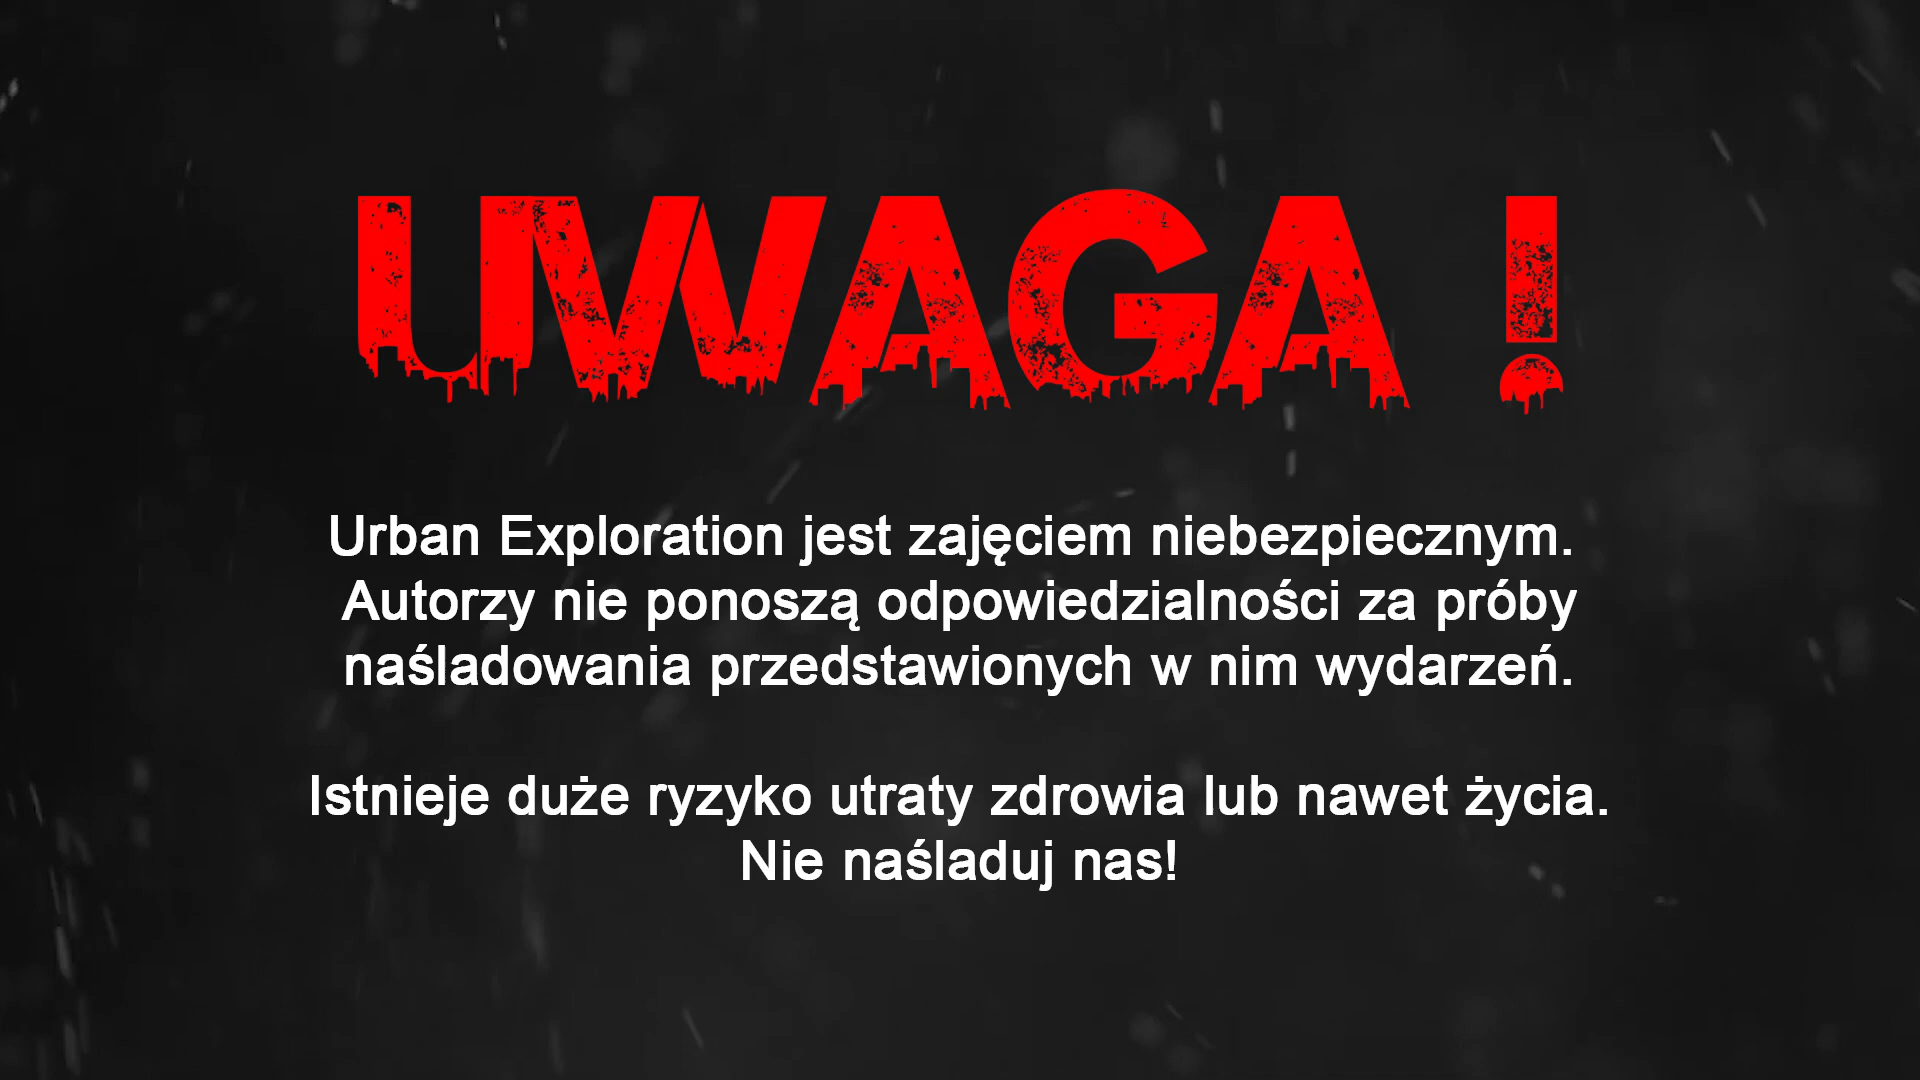 UWAGA !
Urban Exploration jest zajęciem niebezpiecznym.
Autorzy nie ponoszą odpowiedzialności za próby
naśladowania przedstawionych w nim wydarzeń.
Istnieje duże ryzyko utraty zdrowia lub nawet życia.
Nie naśladuj nas!